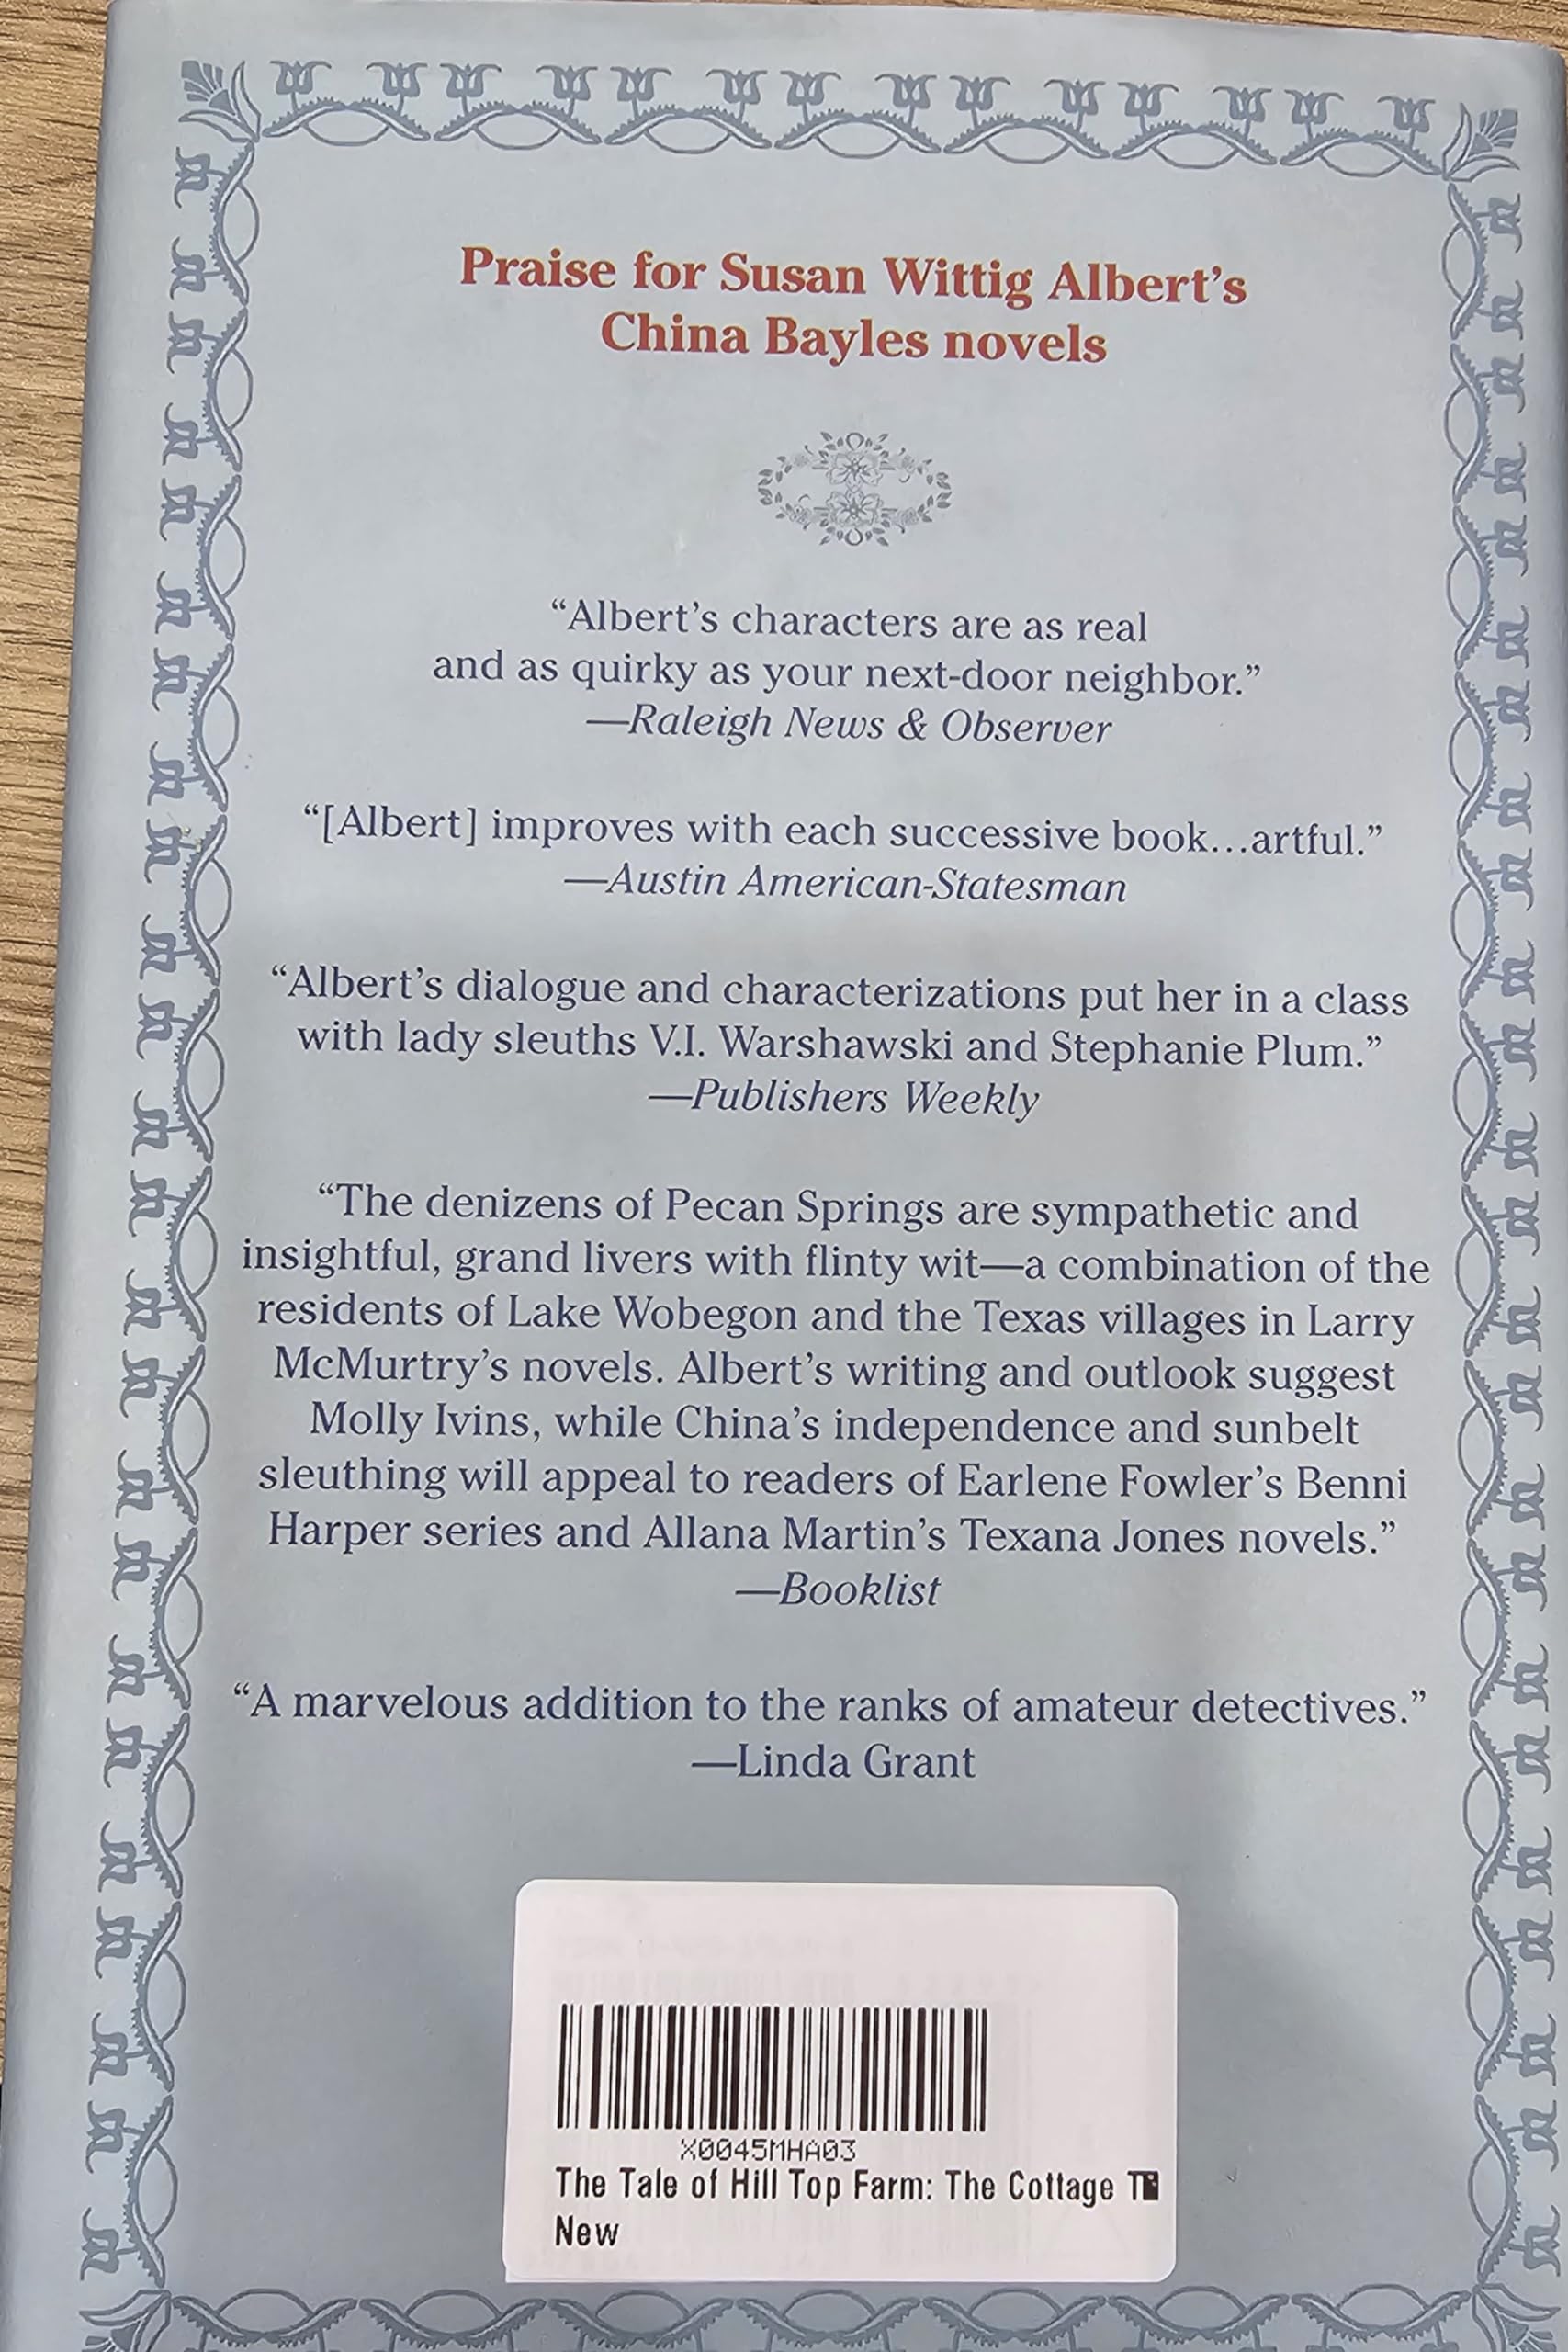 Praise for Susan Wittig Albert’s
China Bayles novels
“Albert’s characters are as real
and as quirky as your next-door neighbor.”
—Raleigh News & Observer
“[Albert] improves with each successive book…artful.”
—Austin American-Statesman
“Albert’s dialogue and characterizations put her in a class
with lady sleuths V.I. Warshawski and Stephanie Plum.”
—Publishers Weekly
“The denizens of Pecan Springs are sympathetic and
insightful, grand livers with flinty wit—a combination of the
residents of Lake Wobegon and the Texas villages in Larry
McMurtry’s novels. Albert’s writing and outlook suggest
Molly Ivins, while China’s independence and sunbelt
sleuthing will appeal to readers of Earlene Fowler’s Benni
Harper series and Allana Martin’s Texana Jones novels.”
—Booklist
“A marvelous addition to the ranks of amateur detectives.”
—Linda Grant
X0045MHA03
The Tale of Hill Top Farm: The Cottage T
New